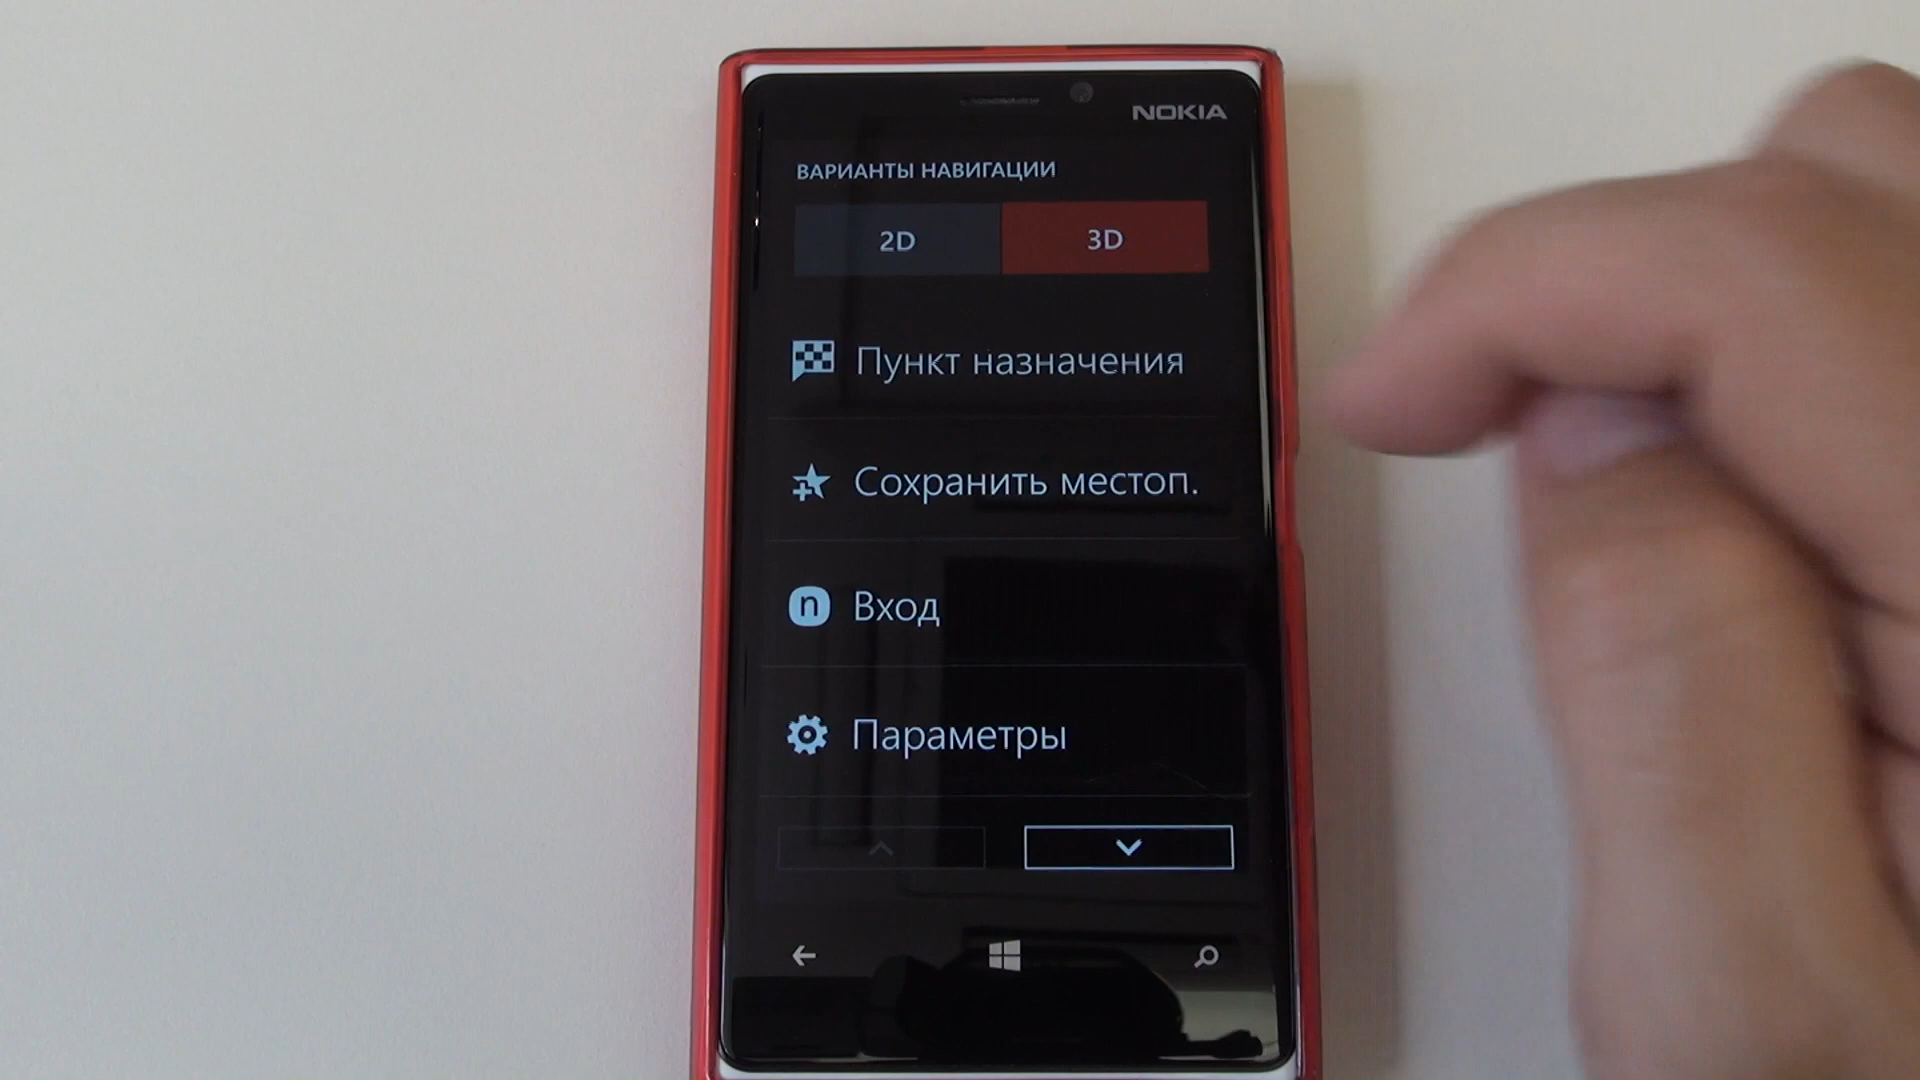 NOKIA
ВАРИАНТЫ НАВИГАЦИИ
2D 3D
Пункт назначения
Сохранить местоп.
n Вход
Параметры